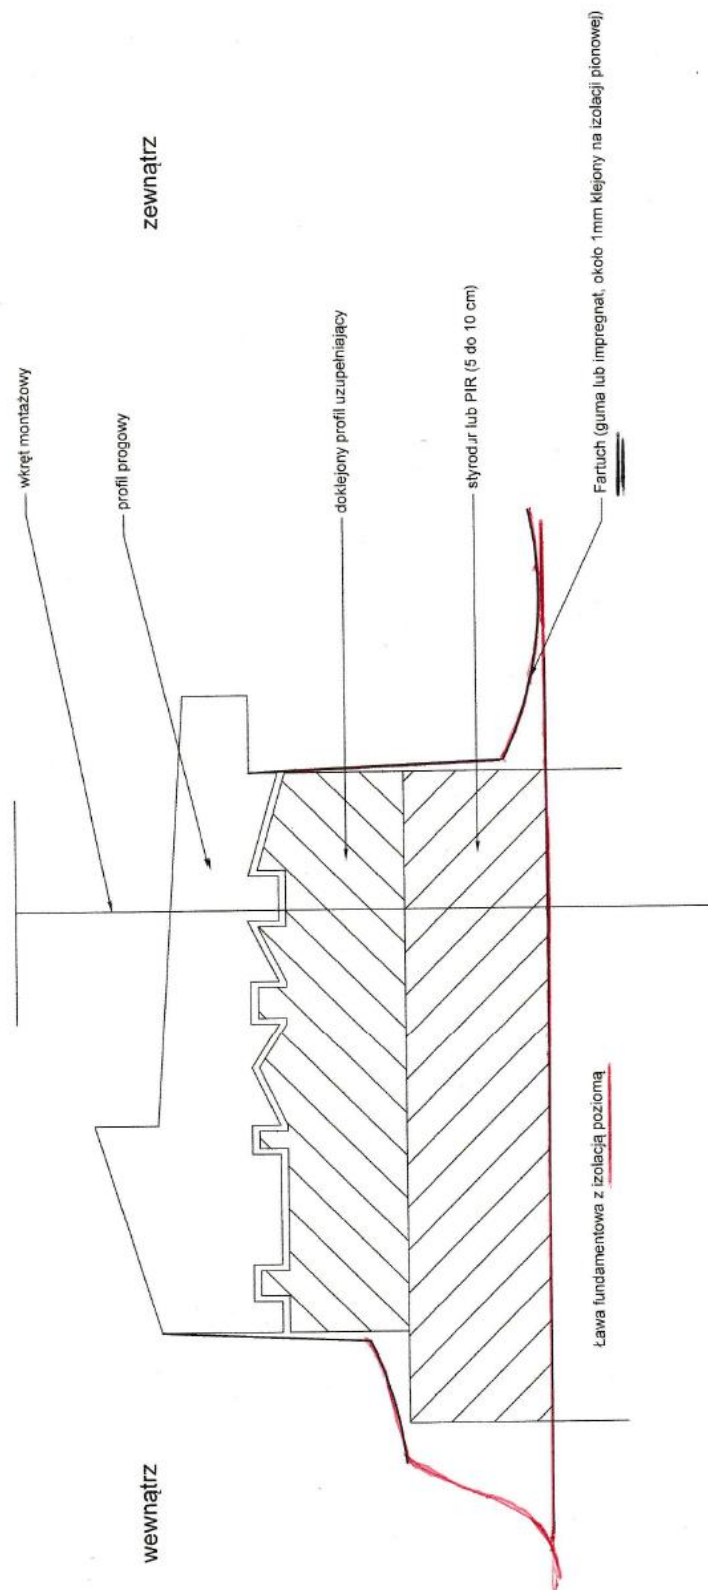 wkręt montażowy
zewnątrz
profil progowy
doklejony profil uzupełniający
styrodur lub PIR (5 do 10 cm)
Fartuch (guma lub impregnat, około 1mm klejony na izolacji pionowej)
wewnątrz
Ława fundamentowa z izolacją poziomą